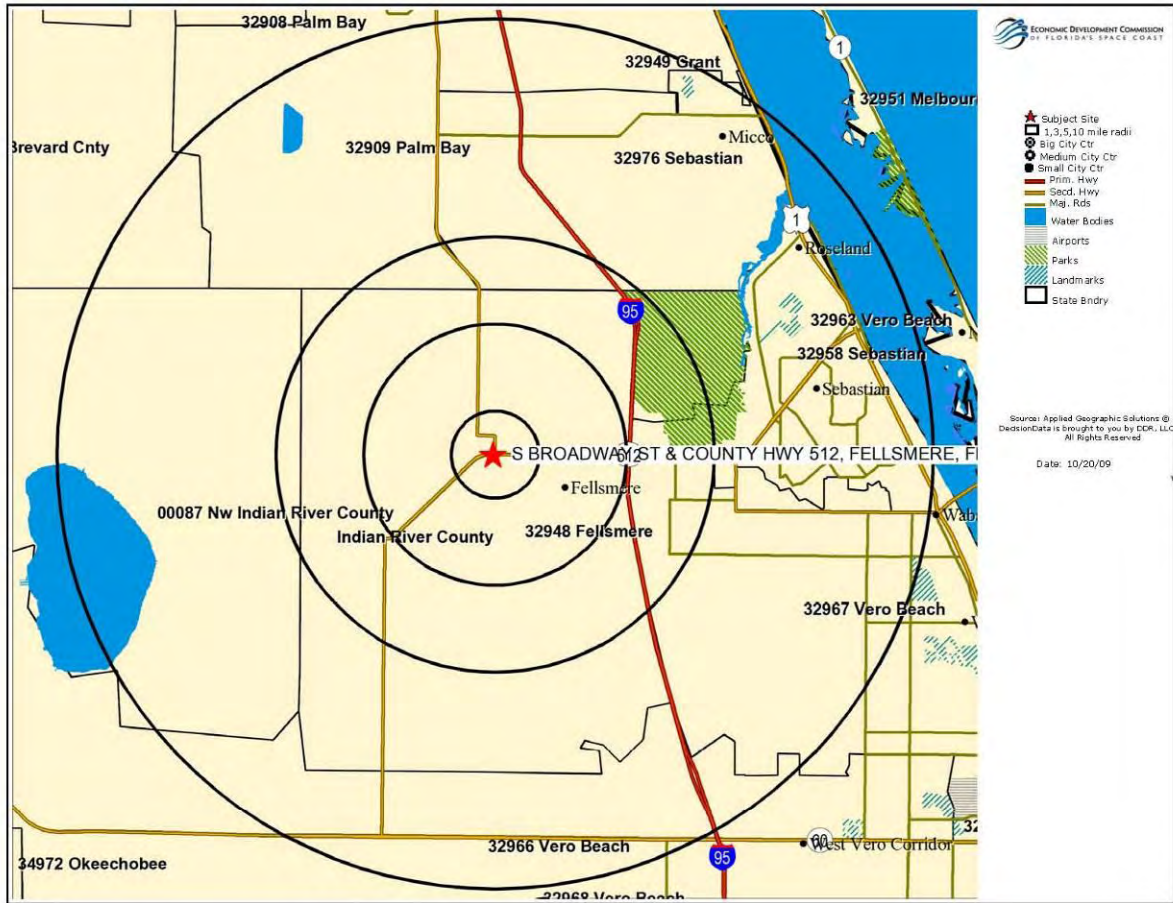 32908 Palm Bay
1
32949 Grant
32951 Melbour
Micco
Brevard Cnty
32909 Palm Bay
32976 Sebastian
1
Roseland
95
32963 Vero Beach
32958 Sebastian
Sebastian
S BROADWAY ST & COUNTY HWY 512, FELLSMERE, F
512
Fellsmere
00087 Nw Indian River County
Indian River County
32948 Fellsmere
Waba
32967 Vero Beach
32966 Vero Beach
60
West Vero Corridor
95
34972 Okeechobee
32968 Vero Beach
ECONOMIC DEVELOPMENT COMMISSION
OF FLORIDA'S SPACE COAST
Subject Site
1,3,5,10 mile radii
Big City Ctr
Medium City Ctr
Small City Ctr
Prim. Hwy
Secd. Hwy
Maj. Rds
Water Bodies
Airports
Parks
Landmarks
State Bndry
Source: Applied Geographic Solutions ©
DecisionData is brought to you by DDR, LLC
All Rights Reserved
Date: 10/20/09